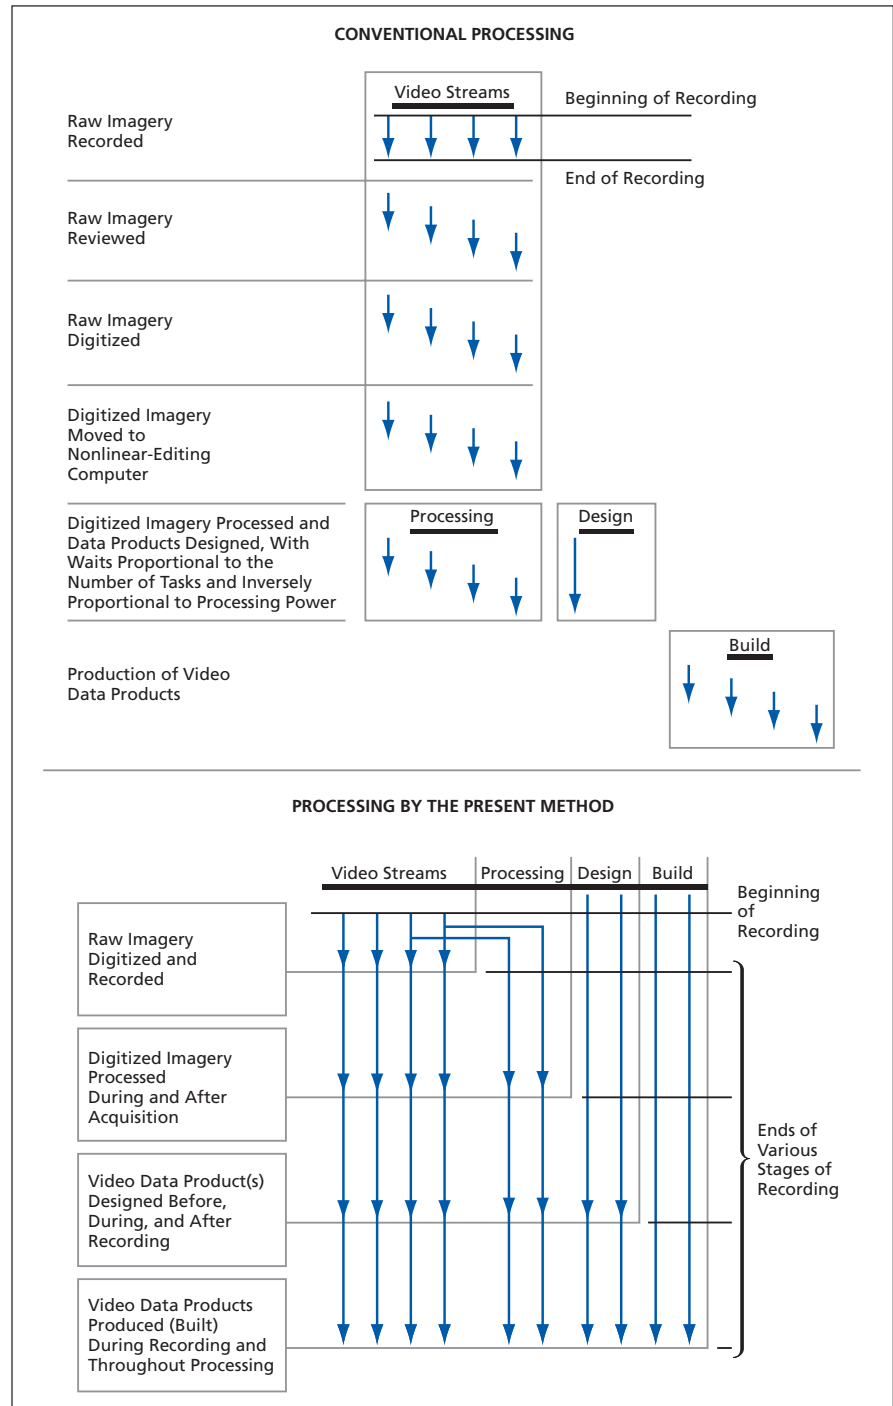 CONVENTIONAL PROCESSING
Video Streams
Beginning of Recording
Raw Imagery
Recorded
End of Recording
Raw Imagery
Reviewed
Raw Imagery
Digitized
Digitized Imagery
Moved to
Nonlinear-Editing
Computer
Processing
Design
Digitized Imagery Processed and
Data Products Designed, With
Waits Proportional to the
Number of Tasks and Inversely
Proportional to Processing Power
Build
Production of Video
Data Products
PROCESSING BY THE PRESENT METHOD
Video Streams
Processing
Design
Build
Beginning
of
Recording
Raw Imagery
Digitized and
Recorded
Digitized Imagery
Processed
During and After
Acquisition
Ends of
Various
Stages of
Recording
Video Data Product(s)
Designed Before,
During, and After
Recording
Video Data Products
Produced (Built)
During Recording and
Throughout Processing